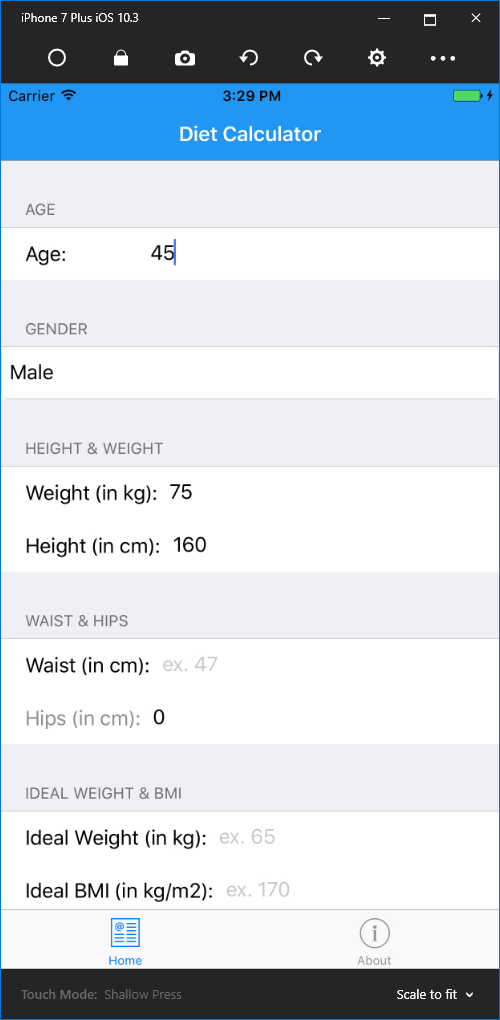 iPhone 7 Plus iOS 10.3
Carrier 3:29 PM
Diet Calculator
AGE
Age: 45
GENDER
Male
HEIGHT & WEIGHT
Weight (in kg): 75
Height (in cm): 160
WAIST & HIPS
Waist (in cm): ex. 47
Hips (in cm): 0
IDEAL WEIGHT & BMI
Ideal Weight (in kg): ex. 65
Ideal BMI (in kg/m2): ex. 170
Home About
Touch Mode: Shallow Press Scale to fit